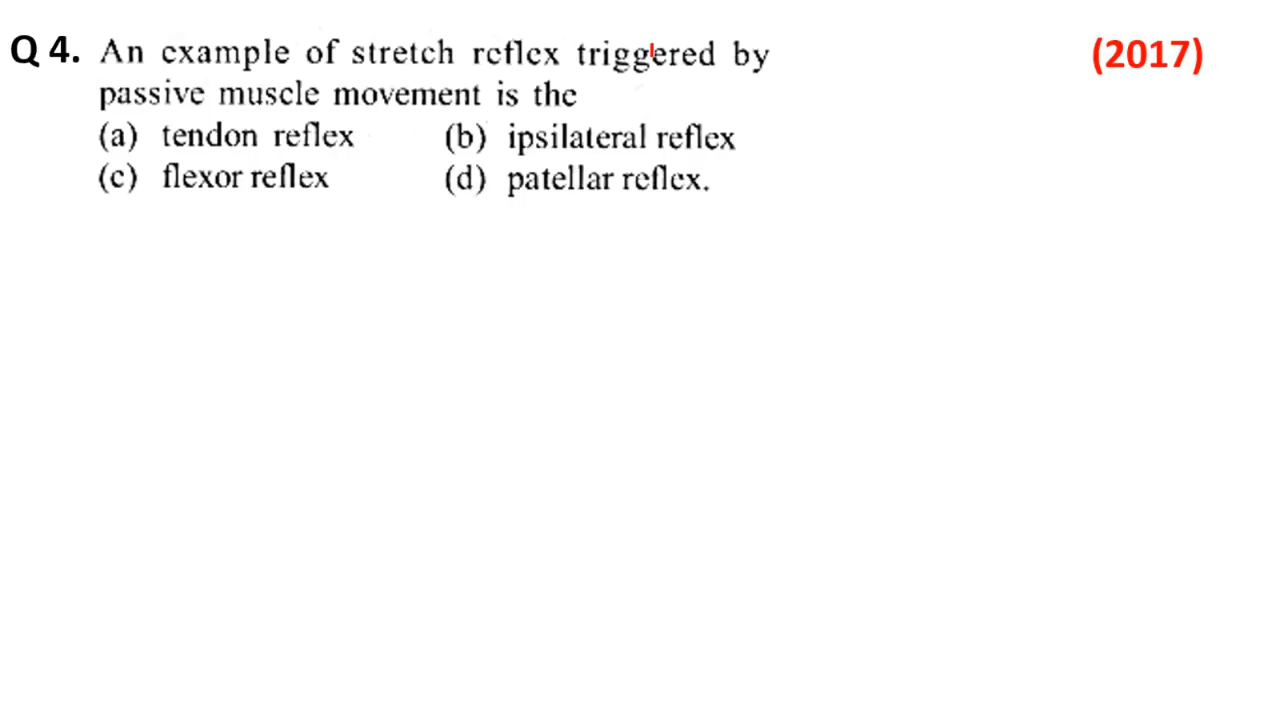 Q 4. An example of stretch reflex triggered by (2017)
passive muscle movement is the
(a) tendon reflex (b) ipsilateral reflex
(c) flexor reflex (d) patellar reflex.